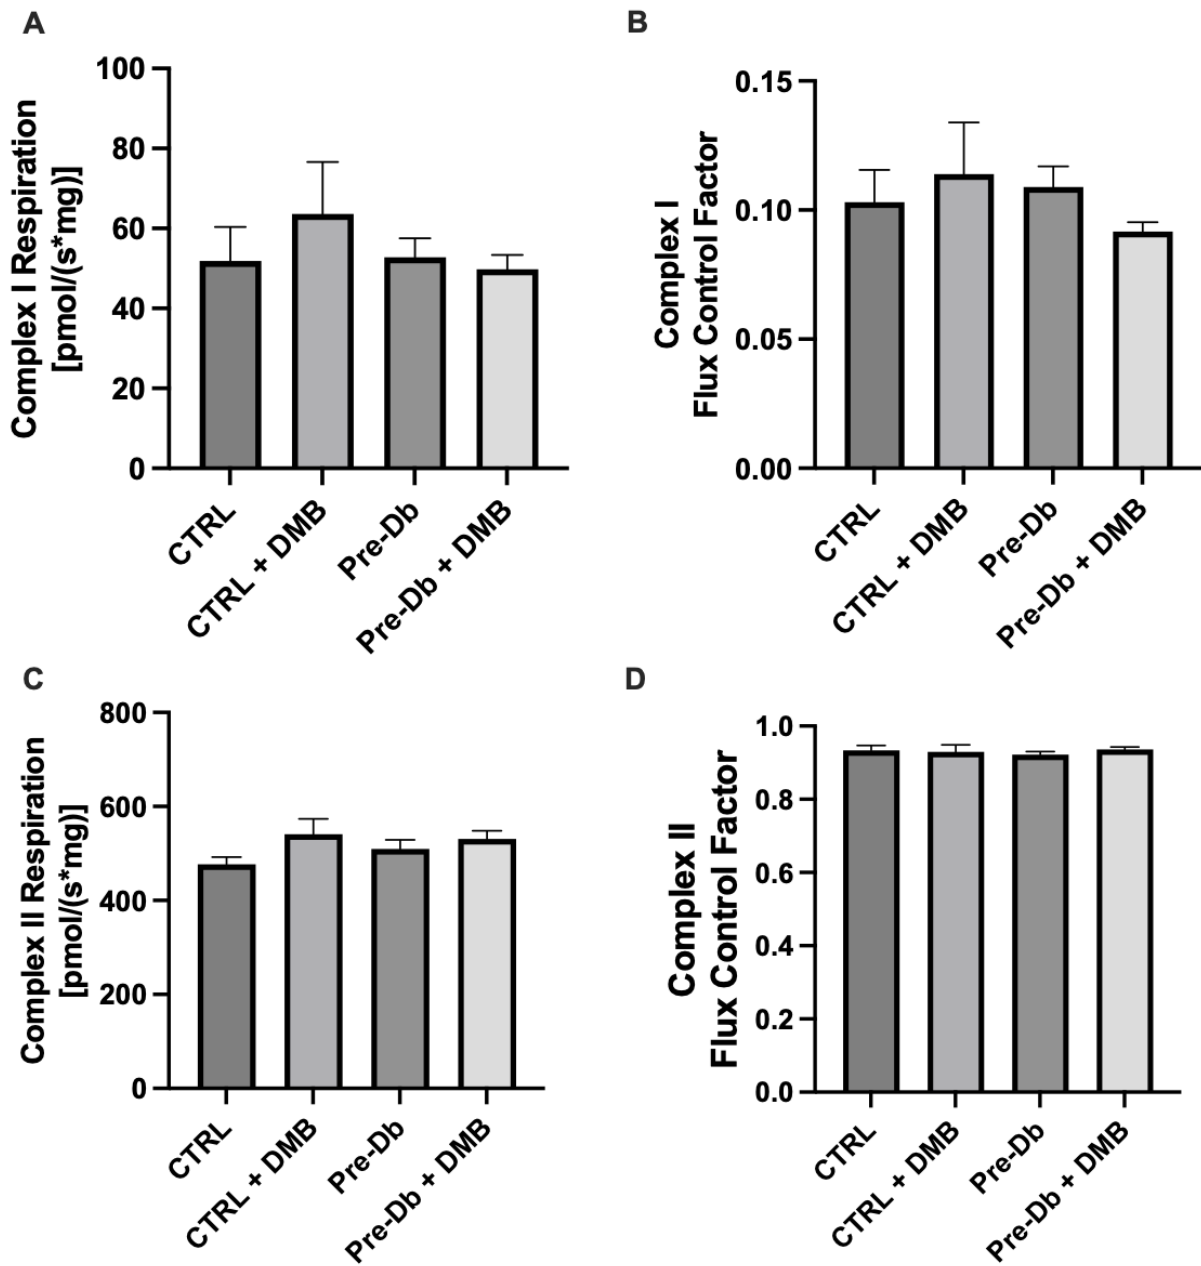 A
Complex I Respiration
[pmol/(s*mg)]
100
80
60
40
20
0
CTRL
CTRL + DMB
Pre-Db
Pre-Db + DMB
B
Complex I
Flux Control Factor
0.15
0.10
0.05
0.00
CTRL
CTRL + DMB
Pre-Db
Pre-Db + DMB
C
Complex II Respiration
[pmol/(s*mg)]
800
600
400
200
0
CTRL
CTRL + DMB
Pre-Db
Pre-Db + DMB
D
Complex II
Flux Control Factor
1.0
0.8
0.6
0.4
0.2
0.0
CTRL
CTRL + DMB
Pre-Db
Pre-Db + DMB